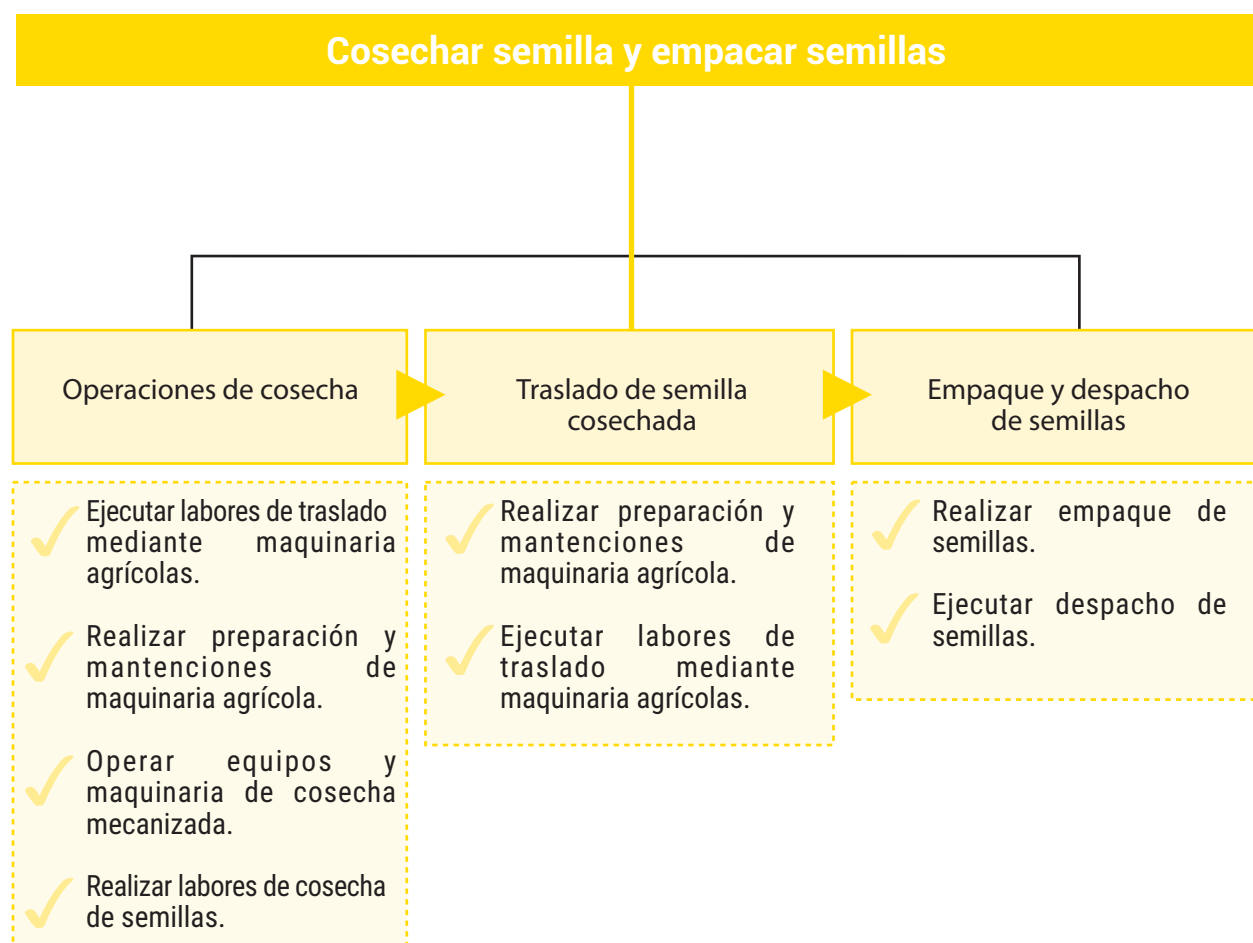 Cosechar semilla y empacar semillas
Operaciones de cosecha
Traslado de semilla
cosechada
Empaque y despacho
de semillas
Ejecutar labores de traslado
mediante maquinaria
agrícolas.
Realizar preparación y
mantenciones de
maquinaria agrícola.
Operar equipos y
maquinaria de cosecha
mecanizada.
Realizar labores de cosecha
de semillas.
Realizar preparación y
mantenciones de
maquinaria agrícola.
Ejecutar labores de
traslado mediante
maquinaria agrícolas.
Realizar empaque de
semillas.
Ejecutar despacho de
semillas.